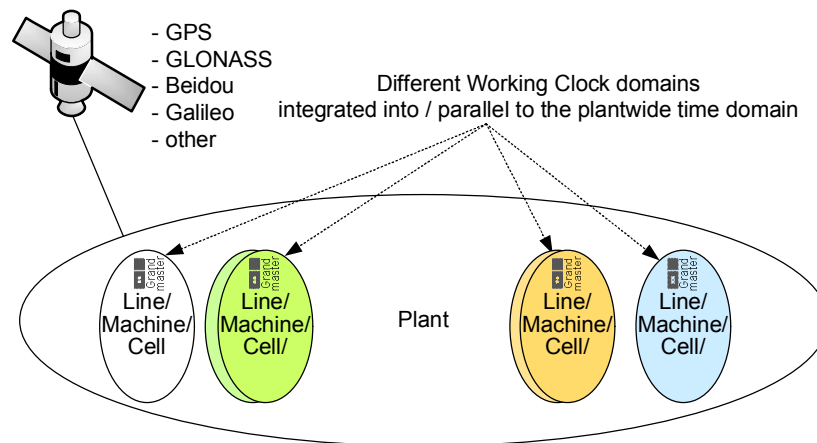 - GPS
- GLONASS
- Beidou
- Galileo
- other
Different Working Clock domains
integrated into / parallel to the plantwide time domain
Grand
master
Line/
Machine/
Cell
Grand
master
Line/
Machine/
Cell/
Plant
Grand
master
Line/
Machine/
Cell/
Grand
master
Line/
Machine/
Cell/